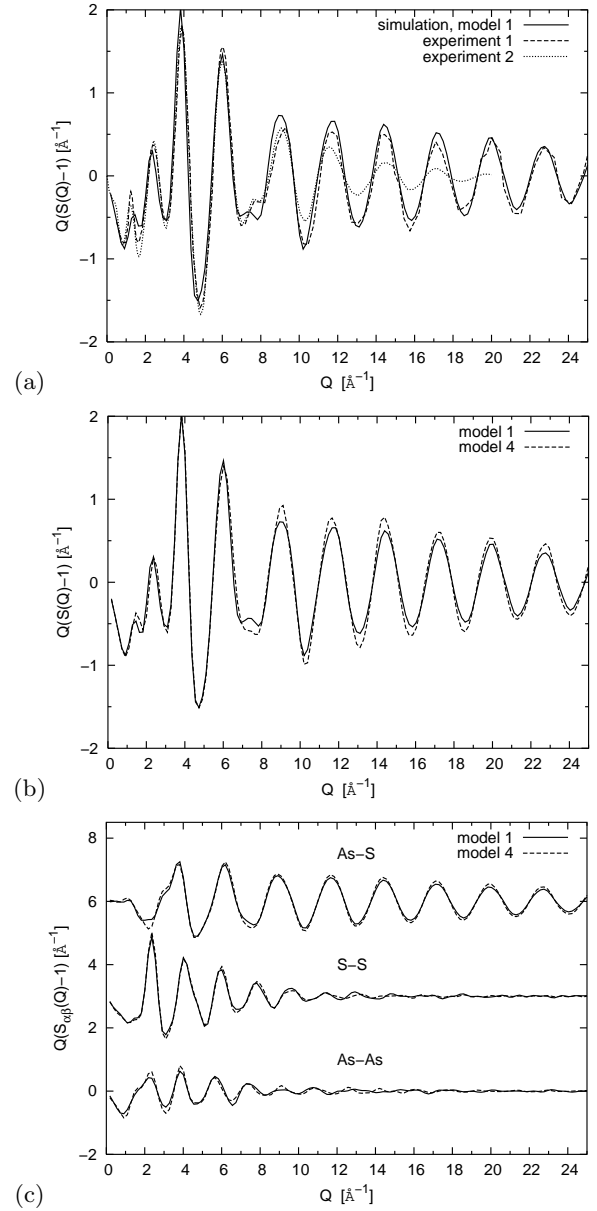 2
1
0
−1
−2
Q(S(Q)−1) [Å⁻¹]
simulation, model 1
experiment 1
experiment 2
0 2 4 6 8 10 12 14 16 18 20 22 24
Q [Å⁻¹]
(a)
2
1
0
−1
−2
Q(S(Q)−1) [Å⁻¹]
model 1
model 4
0 2 4 6 8 10 12 14 16 18 20 22 24
Q [Å⁻¹]
(b)
8
6
4
2
0
−2
Q(Sαβ(Q)−1) [Å⁻¹]
model 1
model 4
As−S
S−S
As−As
0 2 4 6 8 10 12 14 16 18 20 22 24
Q [Å⁻¹]
(c)